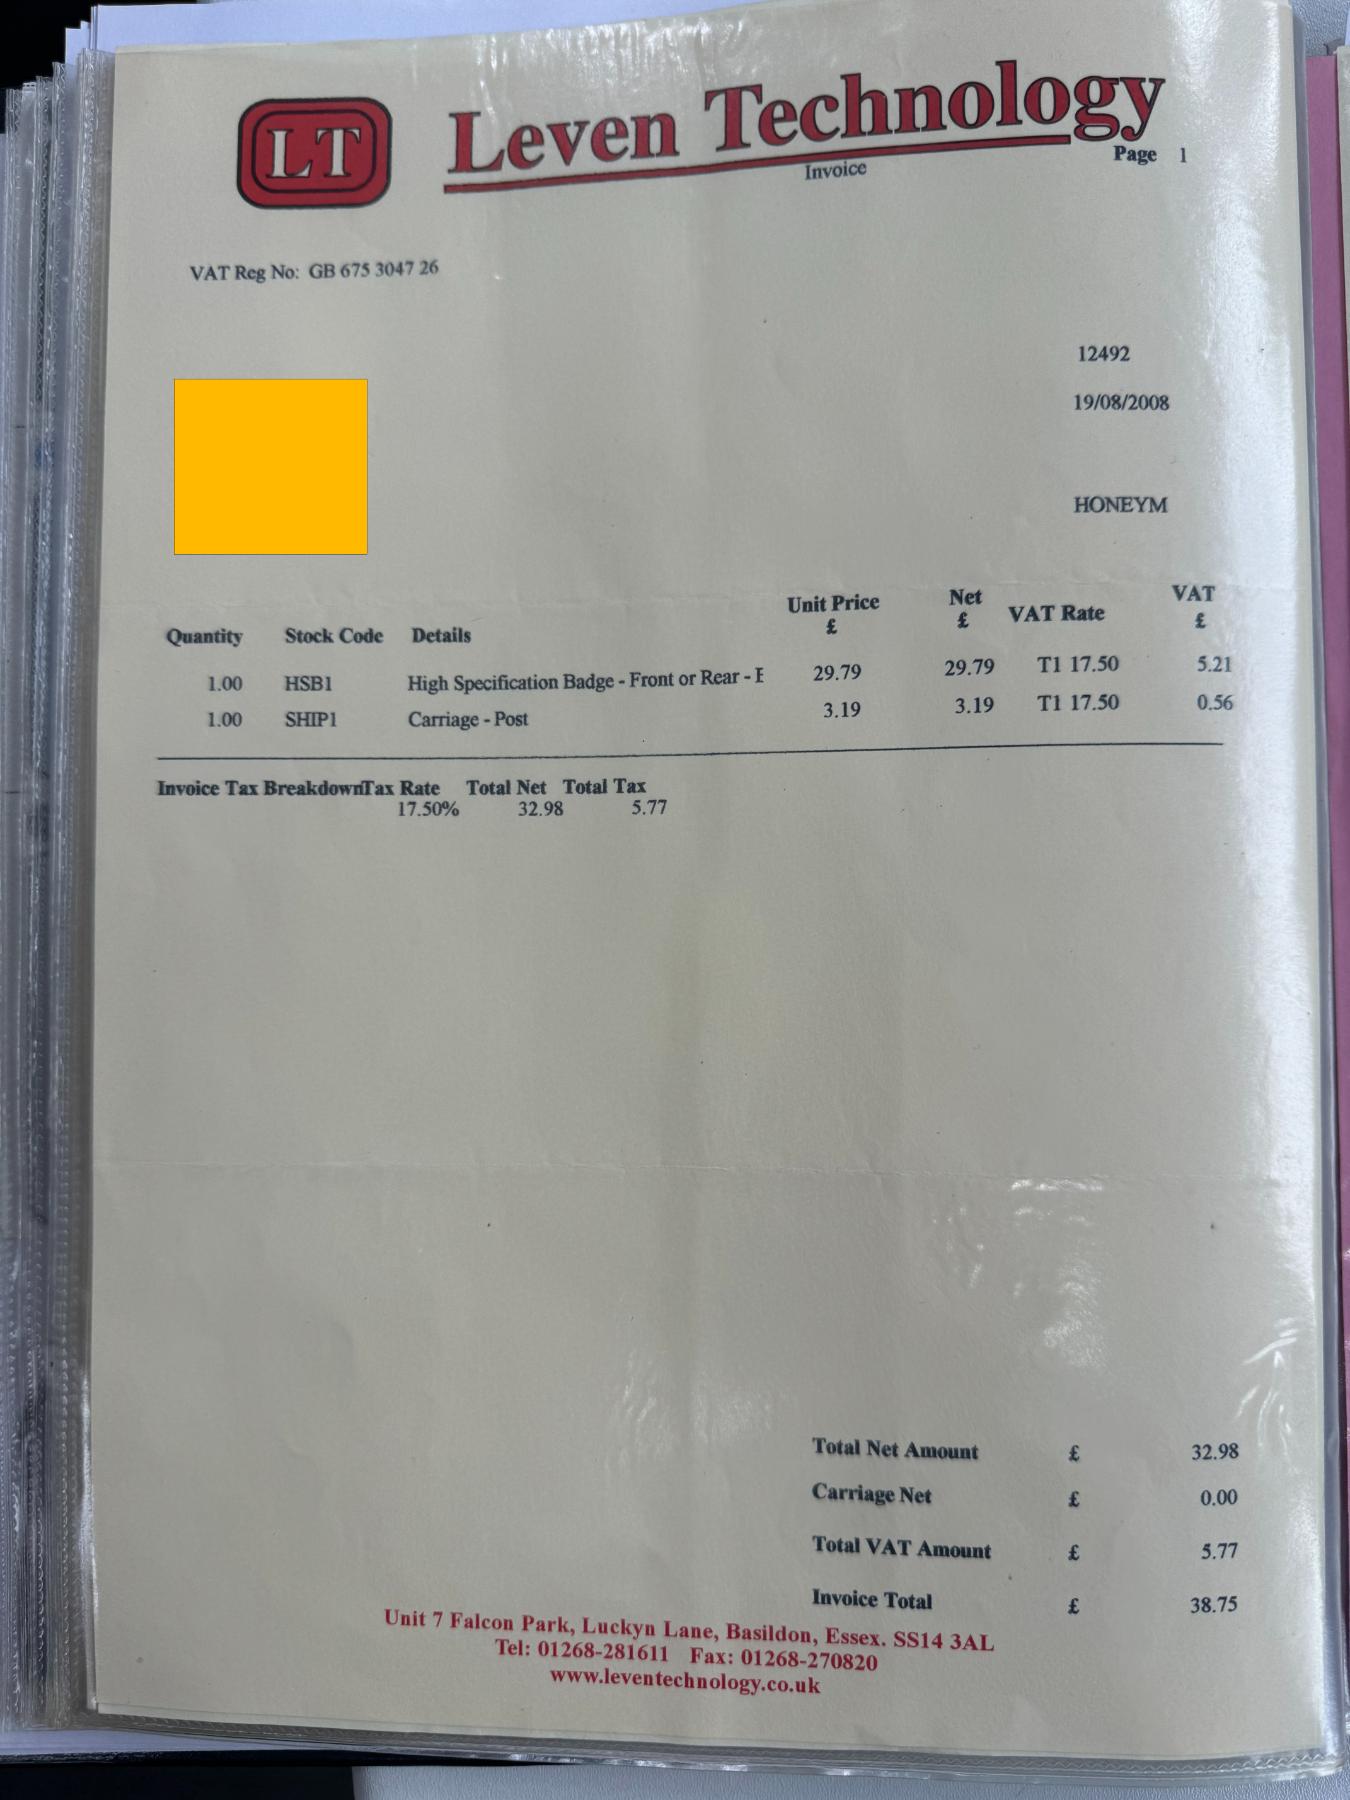 LT
Leven Technology
Invoice
Page 1
VAT Reg No: GB 675 3047 26
12492
19/08/2008
HONEYM
Quantity Stock Code Details Unit Price £ Net £ VAT Rate VAT £
1.00 HSB1 High Specification Badge - Front or Rear - 29.79 29.79 T1 17.50 5.21
1.00 SHIP1 Carriage - Post 3.19 3.19 T1 17.50 0.56
Invoice Tax Breakdown Tax Rate Total Net Total Tax
17.50% 32.98 5.77
Total Net Amount £ 32.98
Carriage Net £ 0.00
Total VAT Amount £ 5.77
Invoice Total £ 38.75
Unit 7 Falcon Park, Luckyn Lane, Basildon, Essex. SS14 3AL
Tel: 01268-281611 Fax: 01268-270820
www.leventechnology.co.uk